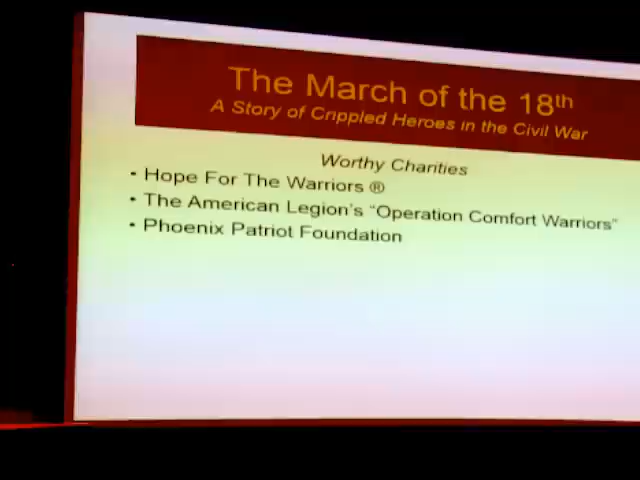 The March of the 18th
A Story of Crippled Heroes in the Civil War
Worthy Charities
• Hope For The Warriors ®
• The American Legion's "Operation Comfort Warriors"
• Phoenix Patriot Foundation